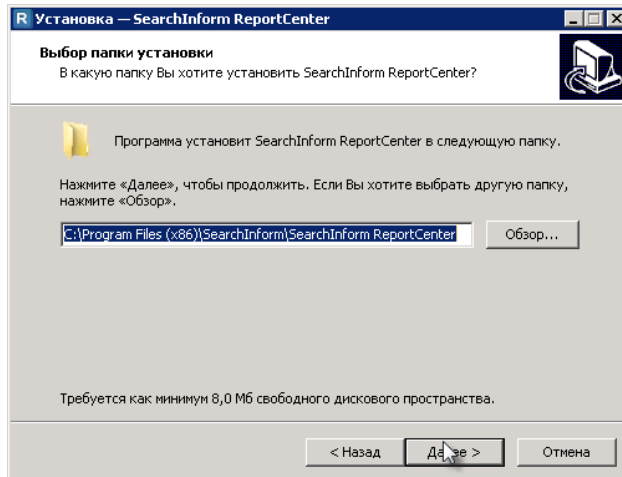 R Установка — SearchInform ReportCenter
Выбор папки установки
В какую папку Вы хотите установить SearchInform ReportCenter?
Программа установит SearchInform ReportCenter в следующую папку.
Нажмите «Далее», чтобы продолжить. Если Вы хотите выбрать другую папку,
нажмите «Обзор».
C:\Program Files (x86)\SearchInform\SearchInform ReportCenter
Обзор...
Требуется как минимум 8,0 Мб свободного дискового пространства.
< Назад
Далее >
Отмена